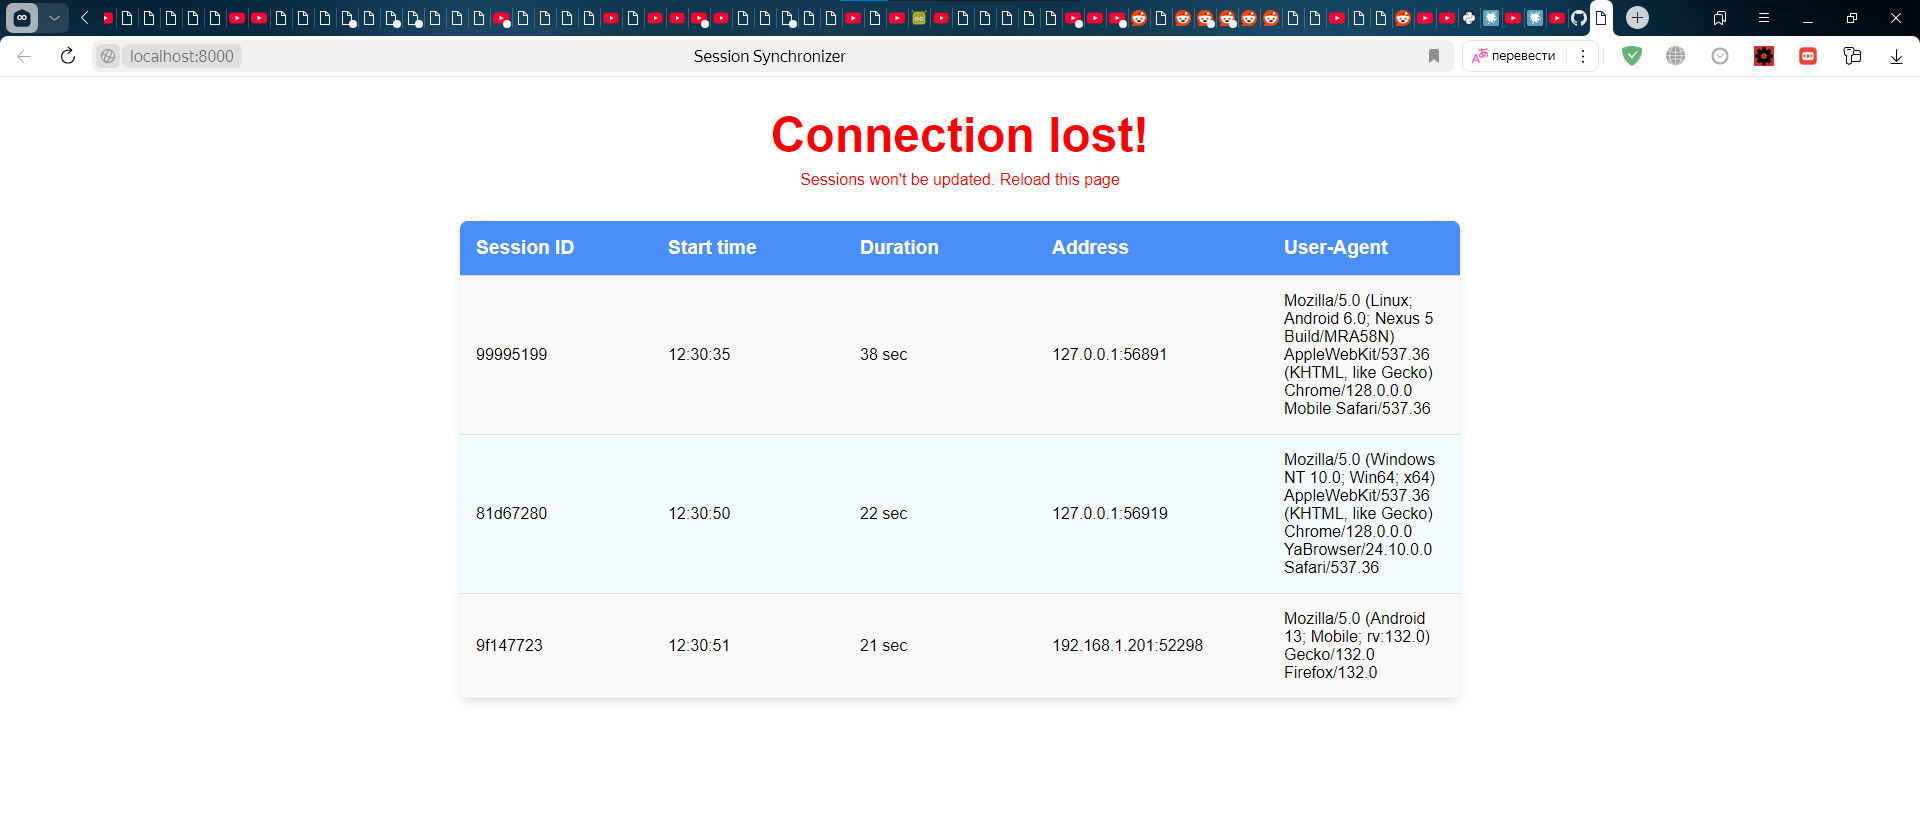 localhost:8000
Session Synchronizer
перевести
Connection lost!
Sessions won't be updated. Reload this page
Session ID Start time Duration Address User-Agent
99995199 12:30:35 38 sec 127.0.0.1:56891
Mozilla/5.0 (Linux;
Android 6.0; Nexus 5
Build/MRA58N)
AppleWebKit/537.36
(KHTML, like Gecko)
Chrome/128.0.0.0
Mobile Safari/537.36
81d67280 12:30:50 22 sec 127.0.0.1:56919
Mozilla/5.0 (Windows
NT 10.0; Win64; x64)
AppleWebKit/537.36
(KHTML, like Gecko)
Chrome/128.0.0.0
YaBrowser/24.10.0.0
Safari/537.36
9f147723 12:30:51 21 sec 192.168.1.201:52298
Mozilla/5.0 (Android
13; Mobile; rv:132.0)
Gecko/132.0
Firefox/132.0